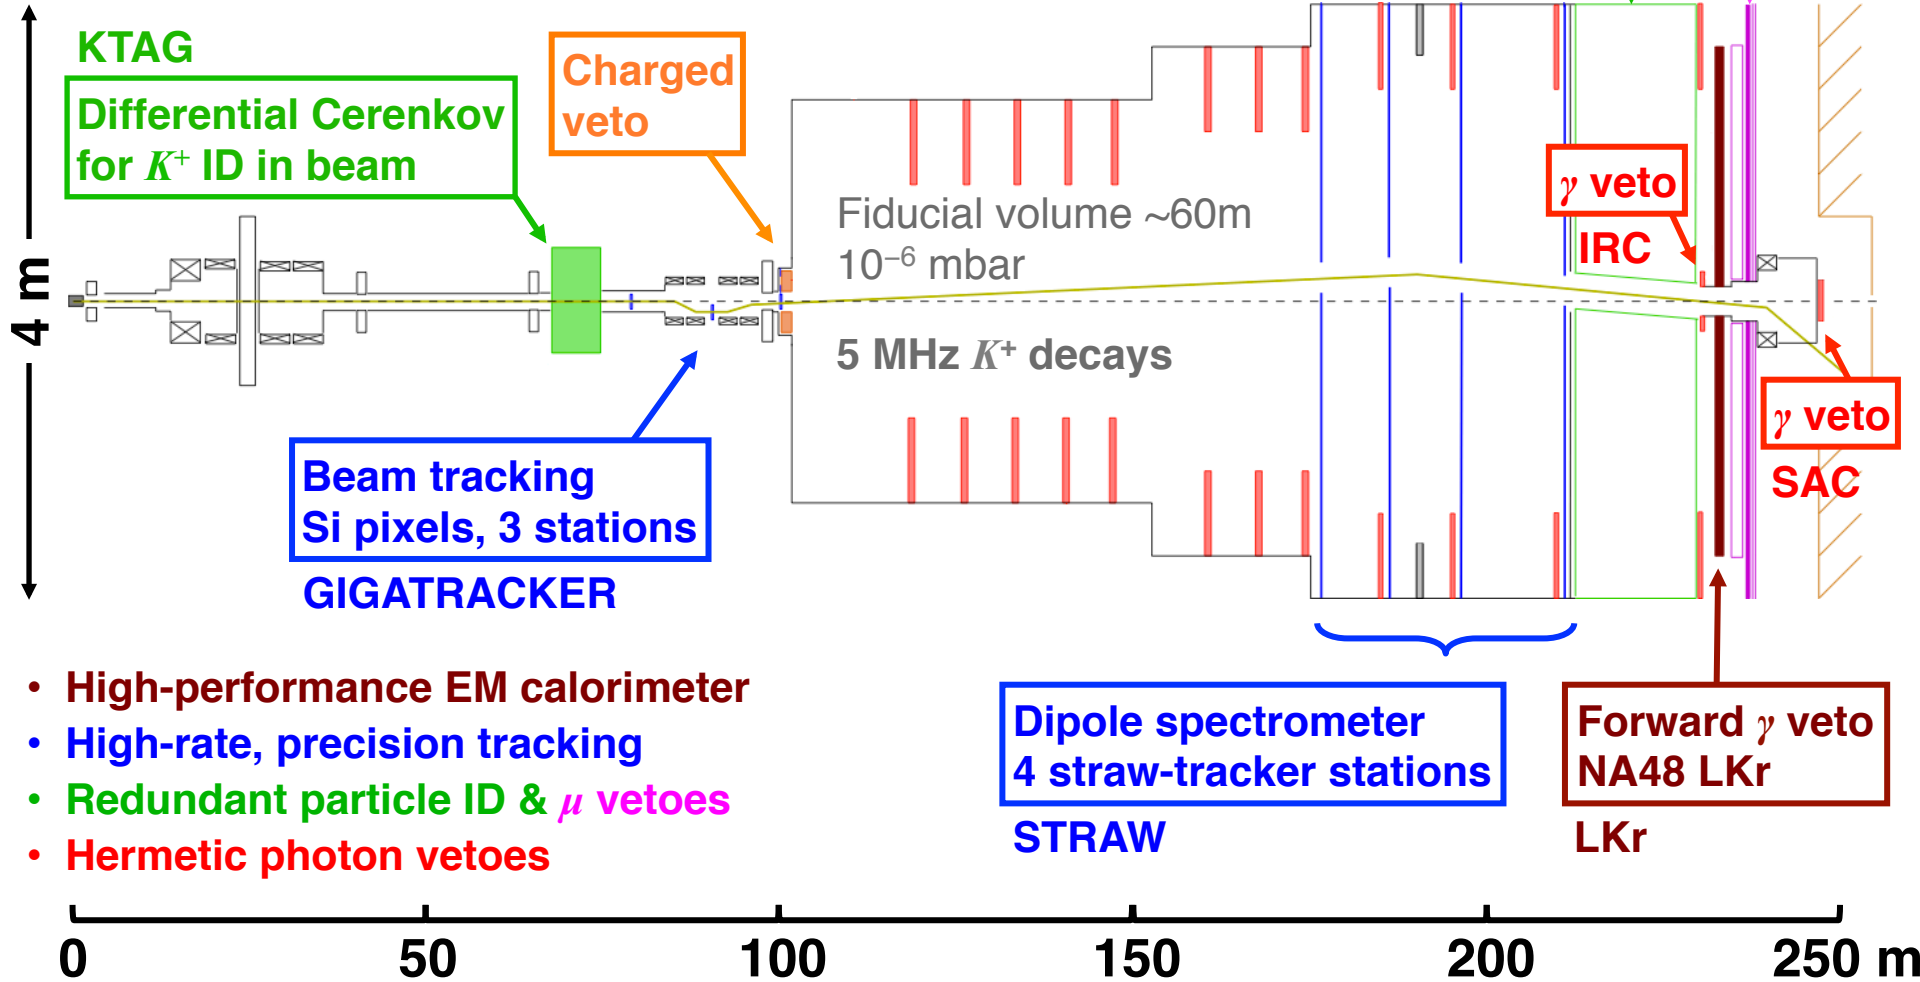 KTAG
Differential Cerenkov
for K⁺ ID in beam
Charged
veto
Fiducial volume ~60m
10⁻⁶ mbar
5 MHz K⁺ decays
γ veto
IRC
γ veto
SAC
4 m
Beam tracking
Si pixels, 3 stations
GIGATRACKER
• High-performance EM calorimeter
• High-rate, precision tracking
• Redundant particle ID & μ vetoes
• Hermetic photon vetoes
Dipole spectrometer
4 straw-tracker stations
STRAW
Forward γ veto
NA48 LKr
LKr
0 50 100 150 200 250 m